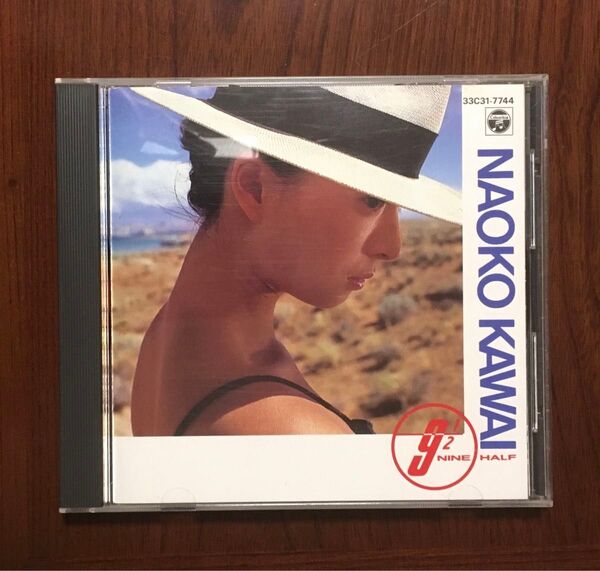 33C31-7744
Columbia
NAOKO KAWAI
9 1/2
NINE HALF